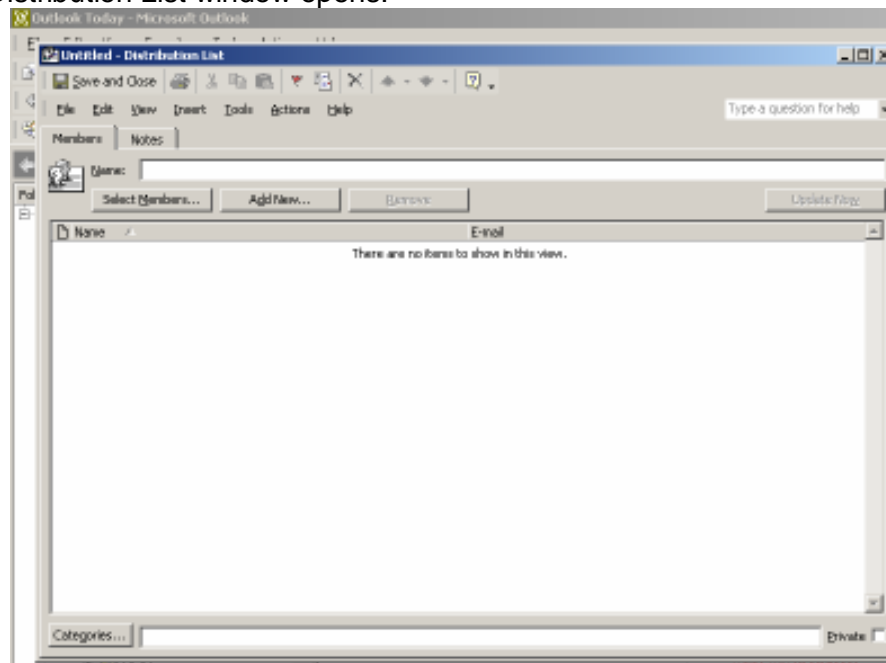 istribution List window opens.
Outlook Today - Microsoft Outlook
Untitled - Distribution List
Save and Close
File Edit View Insert Tools Actions Help
Type a question for help
Members Notes
Name:
Select Members... Add New... Remove Update Now
Name E-mail
There are no items to show in this view.
Categories... Private